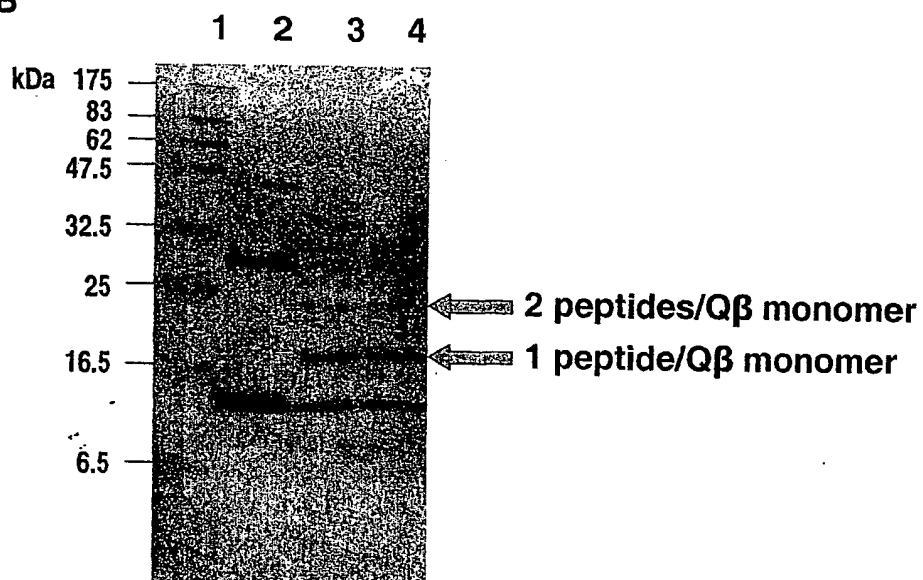 B
1 2 3 4
kDa 175
83
62
47.5
32.5
25
2 peptides/Qβ monomer
1 peptide/Qβ monomer
16.5
6.5